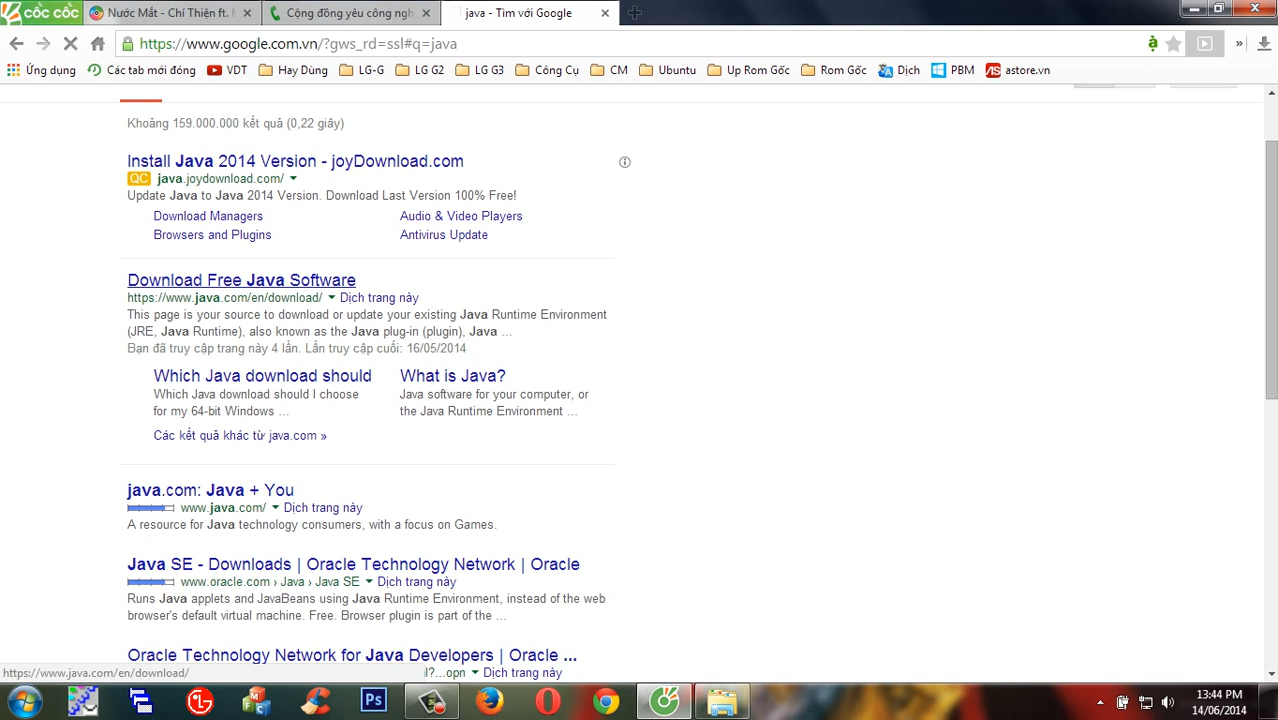 CỐC CỐC
Nước Mắt - Chí Thiện ft.
Cộng đồng yêu công ngh
java - Tìm với Google
https://www.google.com.vn/?gws_rd=ssl#q=java
Ứng dụng
Các tab mới đóng
VDT
Hay Dùng
LG-G
LG G2
LG G3
Công Cụ
CM
Ubuntu
Up Rom Gốc
Rom Gốc
Dịch
PBM
astore.vn
Khoảng 159.000.000 kết quả (0,22 giây)
Install Java 2014 Version - joyDownload.com
QC java.joydownload.com/
Update Java to Java 2014 Version. Download Last Version 100% Free!
Download Managers
Audio & Video Players
Browsers and Plugins
Antivirus Update
Download Free Java Software
https://www.java.com/en/download/ Dịch trang này
This page is your source to download or update your existing Java Runtime Environment
(JRE, Java Runtime), also known as the Java plug-in (plugin), Java ...
Bạn đã truy cập trang này 4 lần. Lần truy cập cuối: 16/05/2014
Which Java download should
What is Java?
Which Java download should I choose
for my 64-bit Windows ...
Java software for your computer, or
the Java Runtime Environment ...
Các kết quả khác từ java.com »
java.com: Java + You
www.java.com/ Dịch trang này
A resource for Java technology consumers, with a focus on Games.
Java SE - Downloads | Oracle Technology Network | Oracle
www.oracle.com › Java › Java SE Dịch trang này
Runs Java applets and JavaBeans using Java Runtime Environment, instead of the web
browser's default virtual machine. Free. Browser plugin is part of the ...
Oracle Technology Network for Java Developers | Oracle ...
l?...opn Dịch trang này
https://www.java.com/en/download/
LG
MFC
Ps
13:44 PM
14/06/2014